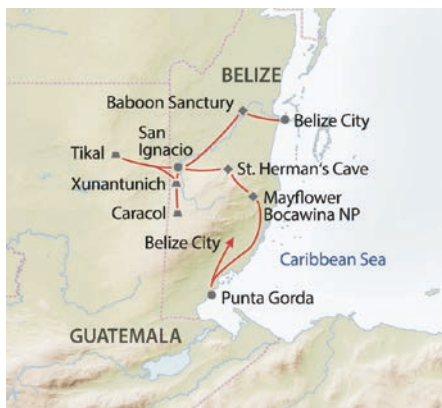 BELIZE
Baboon Sanctury
Belize City
San
Ignacio
Tikal
St. Herman's Cave
Xunantunich
Mayflower
Bocawina NP
Caracol
Belize City
Caribbean Sea
Punta Gorda
GUATEMALA